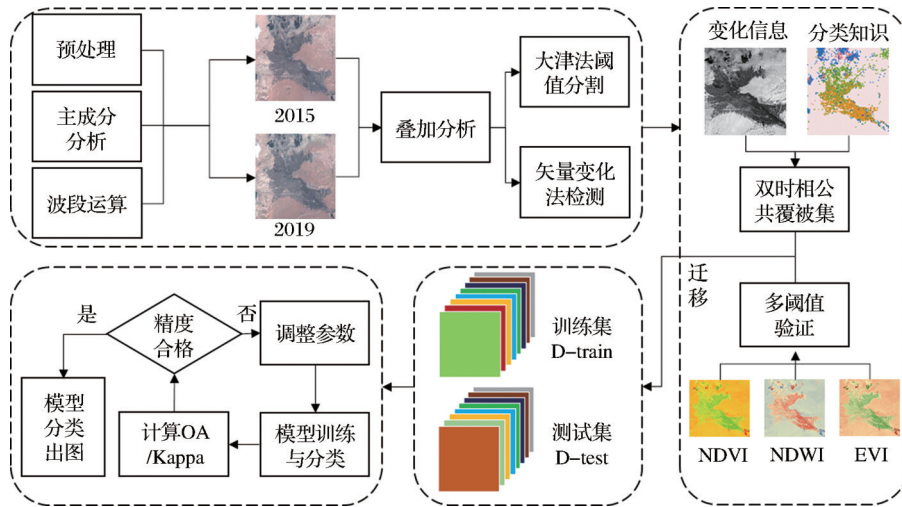 预处理
主成分
分析
波段运算
2015
2019
叠加分析
大津法阈
值分割
矢量变化
法检测
变化信息
分类知识
双时相公
共覆被集
迁
移
多阈值
验证
NDVI
NDWI
EVI
训练集
D-train
测试集
D-test
是
精度
合格
否
调整参数
模型
分类
出图
计算OA
/Kappa
模型训练
与分类